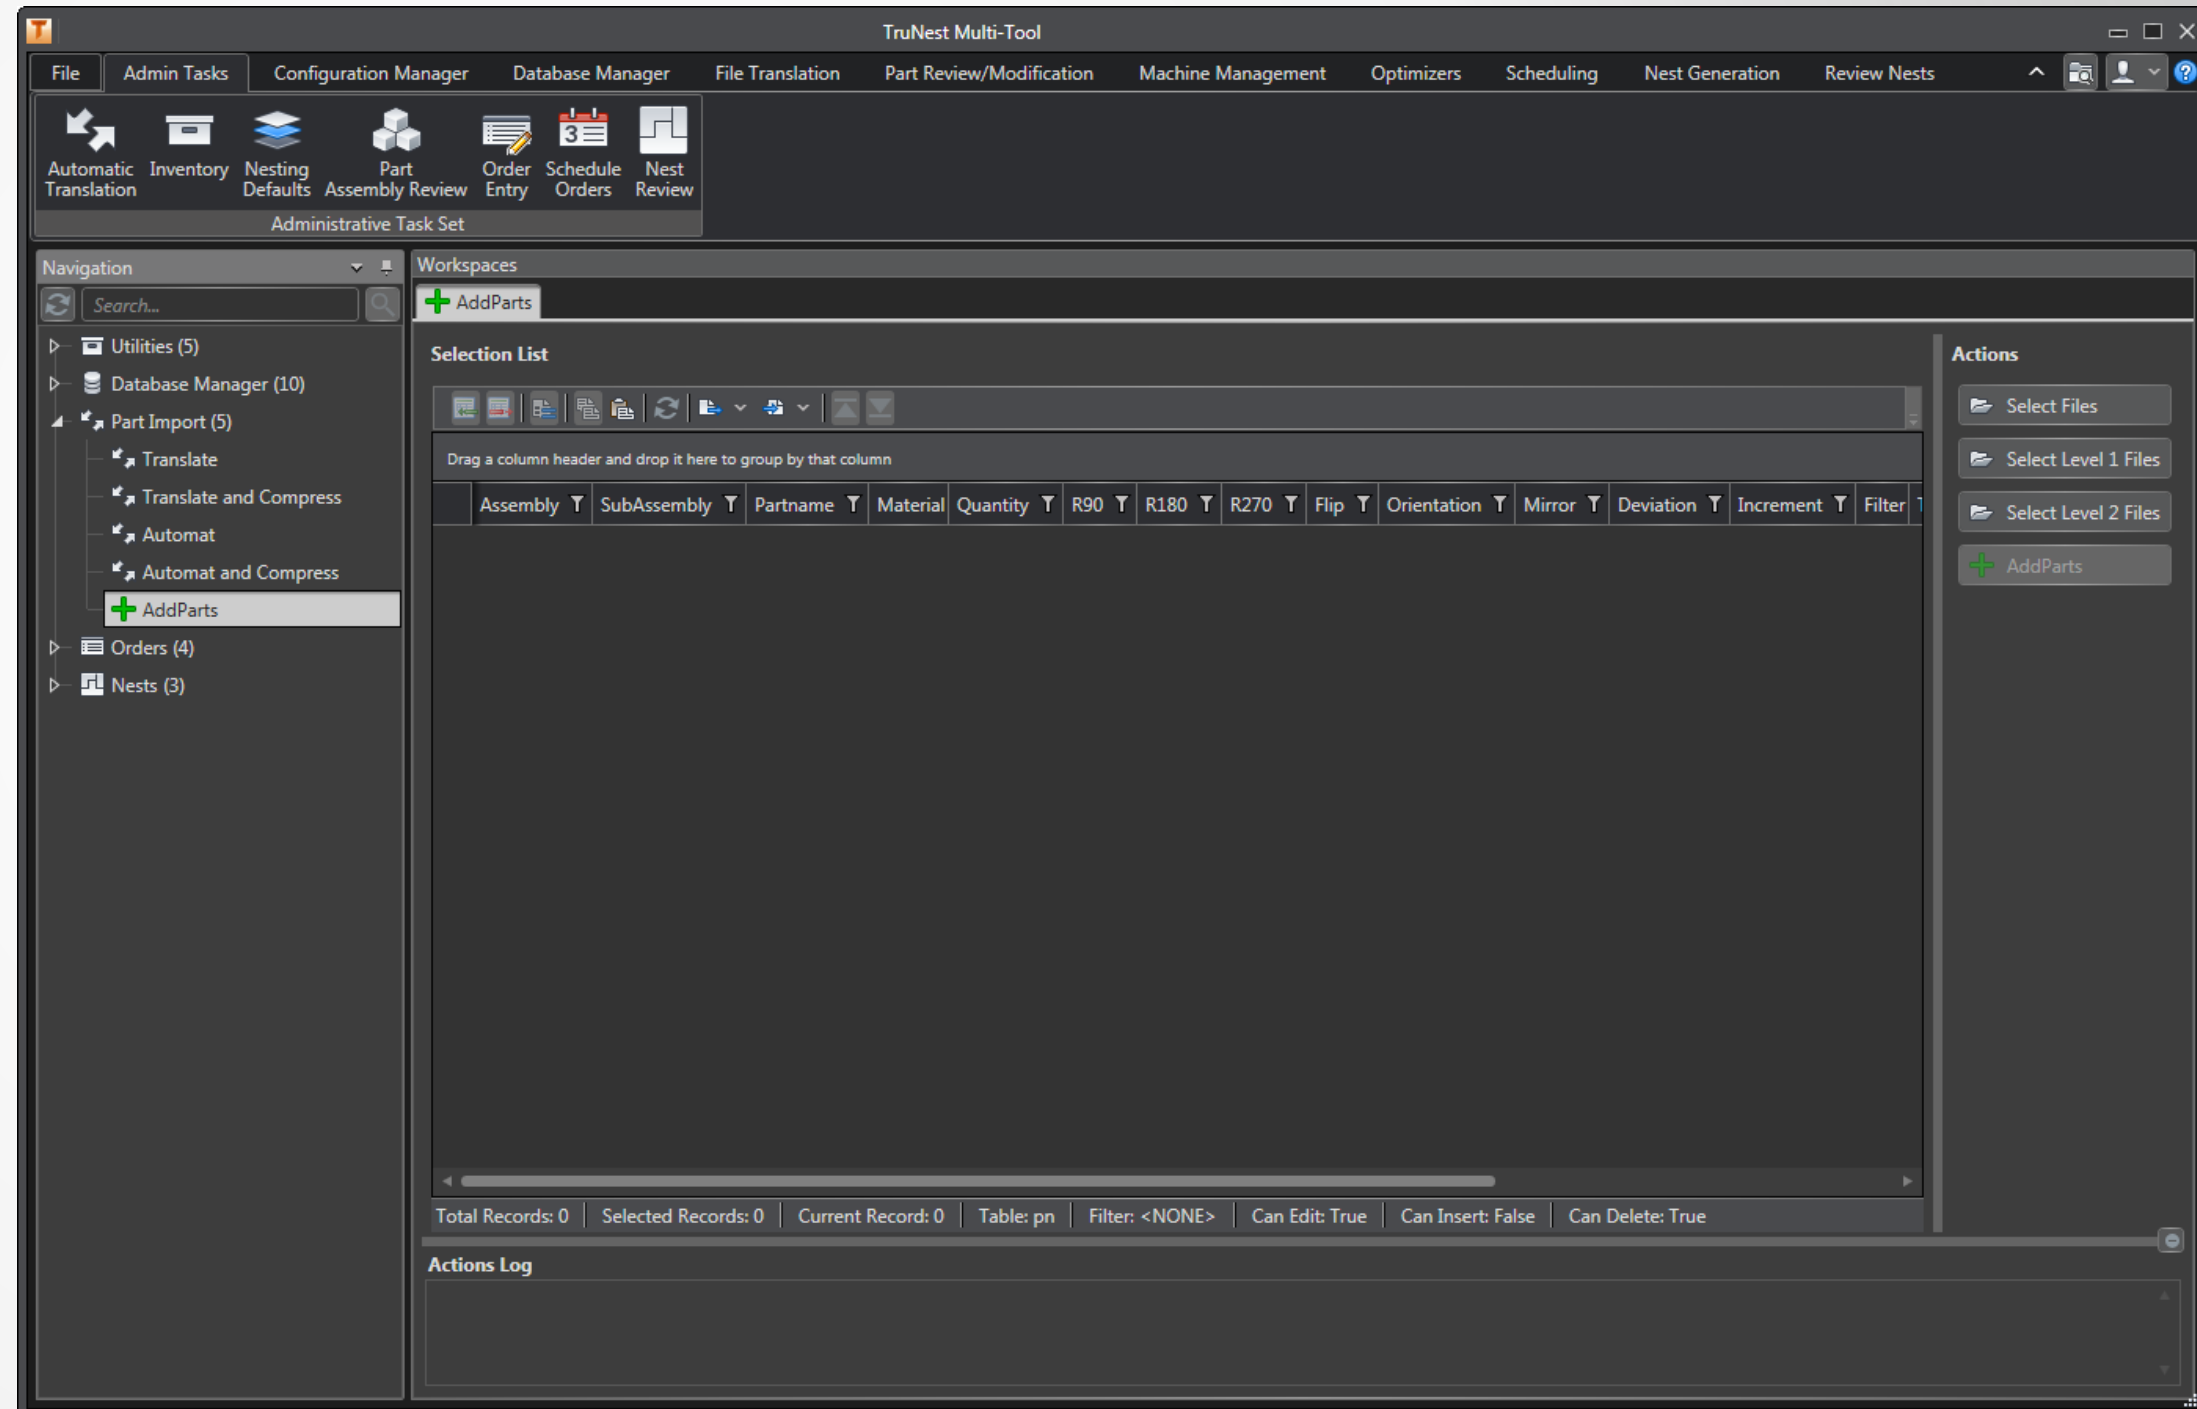 TruNest Multi-Tool
File Admin Tasks Configuration Manager Database Manager File Translation Part Review/Modification Machine Management Optimizers Scheduling Nest Generation Review Nests
Automatic Translation
Inventory
Nesting Defaults
Part Assembly Review
Order Entry
3
Schedule Orders
Nest Review
Administrative Task Set
Navigation
Search...
Utilities (5)
Database Manager (10)
Part Import (5)
Translate
Translate and Compress
Automat
Automat and Compress
AddParts
Orders (4)
Nests (3)
Workspaces
AddParts
Selection List
Drag a column header and drop it here to group by that column
Assembly SubAssembly Partname Material Quantity R90 R180 R270 Flip Orientation Mirror Deviation Increment Filter
Total Records: 0 Selected Records: 0 Current Record: 0 Table: pn Filter: <NONE> Can Edit: True Can Insert: False Can Delete: True
Actions
Select Files
Select Level 1 Files
Select Level 2 Files
AddParts
Actions Log